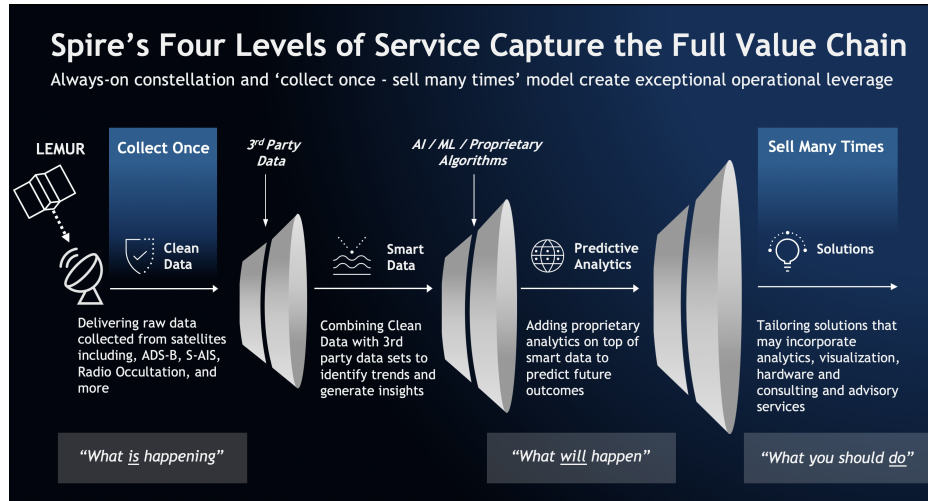 Spire's Four Levels of Service Capture the Full Value Chain
Always-on constellation and 'collect once - sell many times' model create exceptional operational leverage
LEMUR
Collect Once
3rd Party
Data
AI / ML / Proprietary
Algorithms
Sell Many Times
Clean
Data
Smart
Data
Predictive
Analytics
Solutions
Delivering raw data
collected from satellites
including, ADS-B, S-AIS,
Radio Occultation, and
more
Combining Clean
Data with 3rd
party data sets to
identify trends and
generate insights
Adding proprietary
analytics on top of
smart data to
predict future
outcomes
Tailoring solutions that
may incorporate
analytics, visualization,
hardware and
consulting and advisory
services
"What is happening"
"What will happen"
"What you should do"